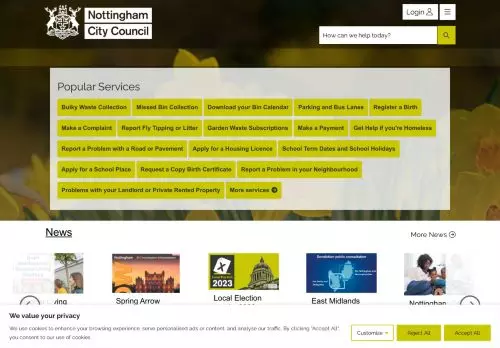 Nottingham
City Council
Login
How can we help today?
Popular Services
Bulky Waste Collection
Missed Bin Collection
Download your Bin Calendar
Parking and Bus Lanes
Register a Birth
Make a Complaint
Report Fly Tipping or Litter
Garden Waste Subscriptions
Make a Payment
Get Help if you're Homeless
Report a Problem with a Road or Pavement
Apply for a Housing Licence
School Term Dates and School Holidays
Apply for a School Place
Request a Copy Birth Certificate
Report a Problem in your Neighbourhood
Problems with your Landlord or Private Rented Property
More services
News
More News
Nottingham
Local Election
2023
Devolution public consultation
Spring Arrow
Local Election
East Midlands
Nottingham
We value your privacy
We use cookies to enhance your browsing experience, serve personalised ads or content, and analyse our traffic. By clicking "Accept All",
you consent to our use of cookies.
Customise
Reject All
Accept All